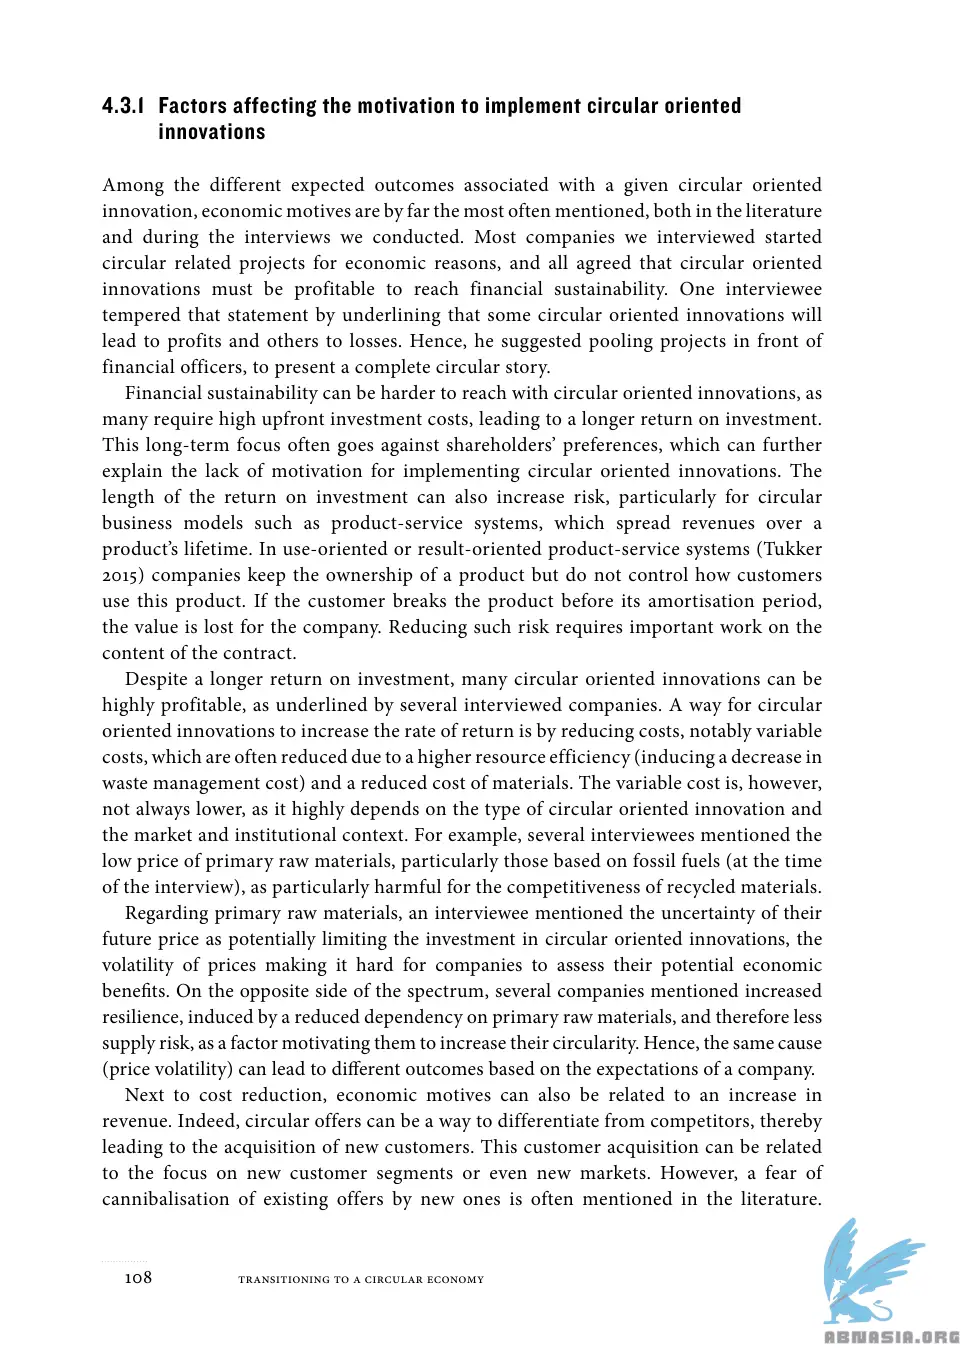 4.3.1 Factors affecting the motivation to implement circular oriented
innovations
Among the different expected outcomes associated with a given circular oriented
innovation, economic motives are by far the most often mentioned, both in the literature
and during the interviews we conducted. Most companies we interviewed started
circular related projects for economic reasons, and all agreed that circular oriented
innovations must be profitable to reach financial sustainability. One interviewee
tempered that statement by underlining that some circular oriented innovations will
lead to profits and others to losses. Hence, he suggested pooling projects in front of
financial officers, to present a complete circular story.
Financial sustainability can be harder to reach with circular oriented innovations, as
many require high upfront investment costs, leading to a longer return on investment.
This long-term focus often goes against shareholders’ preferences, which can further
explain the lack of motivation for implementing circular oriented innovations. The
length of the return on investment can also increase risk, particularly for circular
business models such as product-service systems, which spread revenues over a
product’s lifetime. In use-oriented or result-oriented product-service systems (Tukker
2015) companies keep the ownership of a product but do not control how customers
use this product. If the customer breaks the product before its amortisation period,
the value is lost for the company. Reducing such risk requires important work on the
content of the contract.
Despite a longer return on investment, many circular oriented innovations can be
highly profitable, as underlined by several interviewed companies. A way for circular
oriented innovations to increase the rate of return is by reducing costs, notably variable
costs, which are often reduced due to a higher resource efficiency (inducing a decrease in
waste management cost) and a reduced cost of materials. The variable cost is, however,
not always lower, as it highly depends on the type of circular oriented innovation and
the market and institutional context. For example, several interviewees mentioned the
low price of primary raw materials, particularly those based on fossil fuels (at the time
of the interview), as particularly harmful for the competitiveness of recycled materials.
Regarding primary raw materials, an interviewee mentioned the uncertainty of their
future price as potentially limiting the investment in circular oriented innovations, the
volatility of prices making it hard for companies to assess their potential economic
benefits. On the opposite side of the spectrum, several companies mentioned increased
resilience, induced by a reduced dependency on primary raw materials, and therefore less
supply risk, as a factor motivating them to increase their circularity. Hence, the same cause
(price volatility) can lead to different outcomes based on the expectations of a company.
Next to cost reduction, economic motives can also be related to an increase in
revenue. Indeed, circular offers can be a way to differentiate from competitors, thereby
leading to the acquisition of new customers. This customer acquisition can be related
to the focus on new customer segments or even new markets. However, a fear of
cannibalisation of existing offers by new ones is often mentioned in the literature.
108 TRANSITIONING TO A CIRCULAR ECONOMY
ABNASIA.ORG